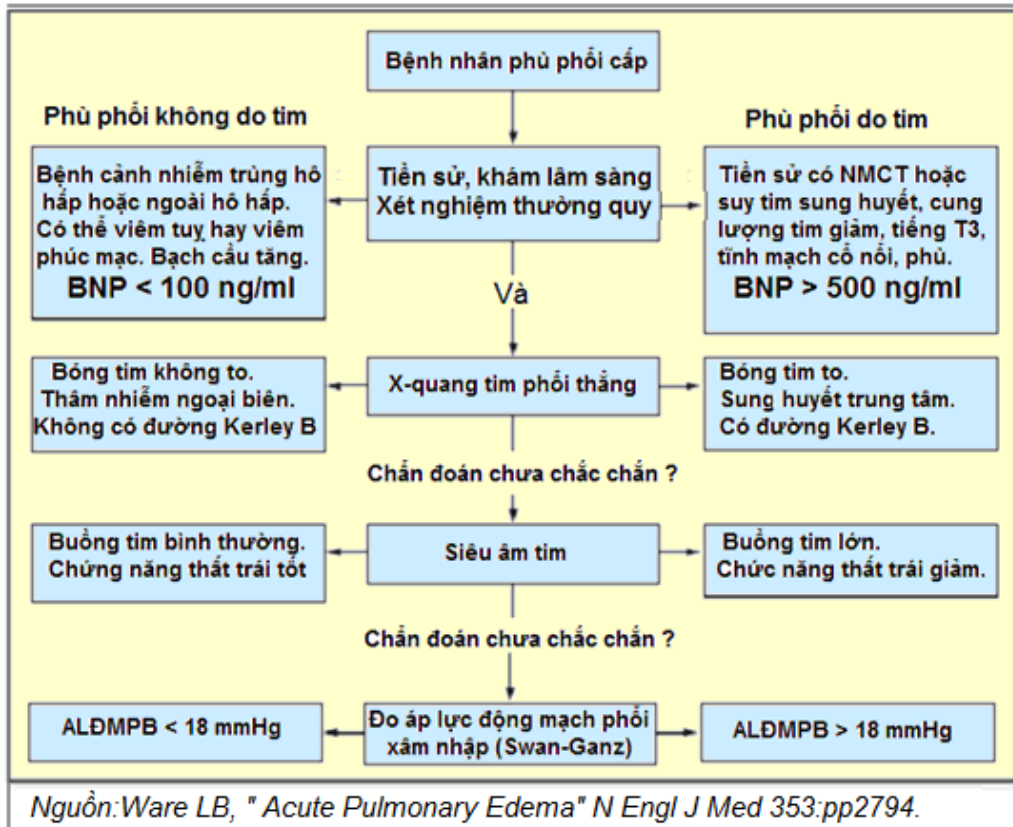 Bệnh nhân phù phổi cấp
Phù phổi không do tim
Phù phổi do tim
Bệnh cảnh nhiễm trùng hô
hấp hoặc ngoài hô hấp.
Có thể viêm tuỵ hay viêm
phúc mạc. Bạch cầu tăng.
BNP < 100 ng/ml
Tiền sử, khám lâm sàng
Xét nghiệm thường quy
Tiền sử có NMCT hoặc
suy tim sung huyết, cung
lượng tim giảm, tiếng T3,
tĩnh mạch cổ nổi, phù.
BNP > 500 ng/ml
Và
Bóng tim không to.
Thâm nhiễm ngoại biên.
Không có đường Kerley B
X-quang tim phổi thẳng
Bóng tim to.
Sung huyết trung tâm.
Có đường Kerley B.
Chẩn đoán chưa chắc chắn ?
Buồng tim bình thường.
Chứng năng thất trái tốt
Siêu âm tim
Buồng tim lớn.
Chức năng thất trái giảm.
Chẩn đoán chưa chắc chắn ?
ALĐMPB < 18 mmHg
Đo áp lực động mạch phổi
xâm nhập (Swan-Ganz)
ALĐMPB > 18 mmHg
Nguồn:Ware LB, " Acute Pulmonary Edema" N Engl J Med 353:pp2794.